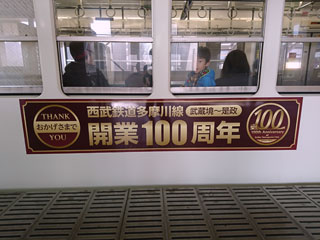 THANK
おかげさまで
YOU
西武鉄道多摩川線 武蔵境～是政
開業100周年
100
Anniversary